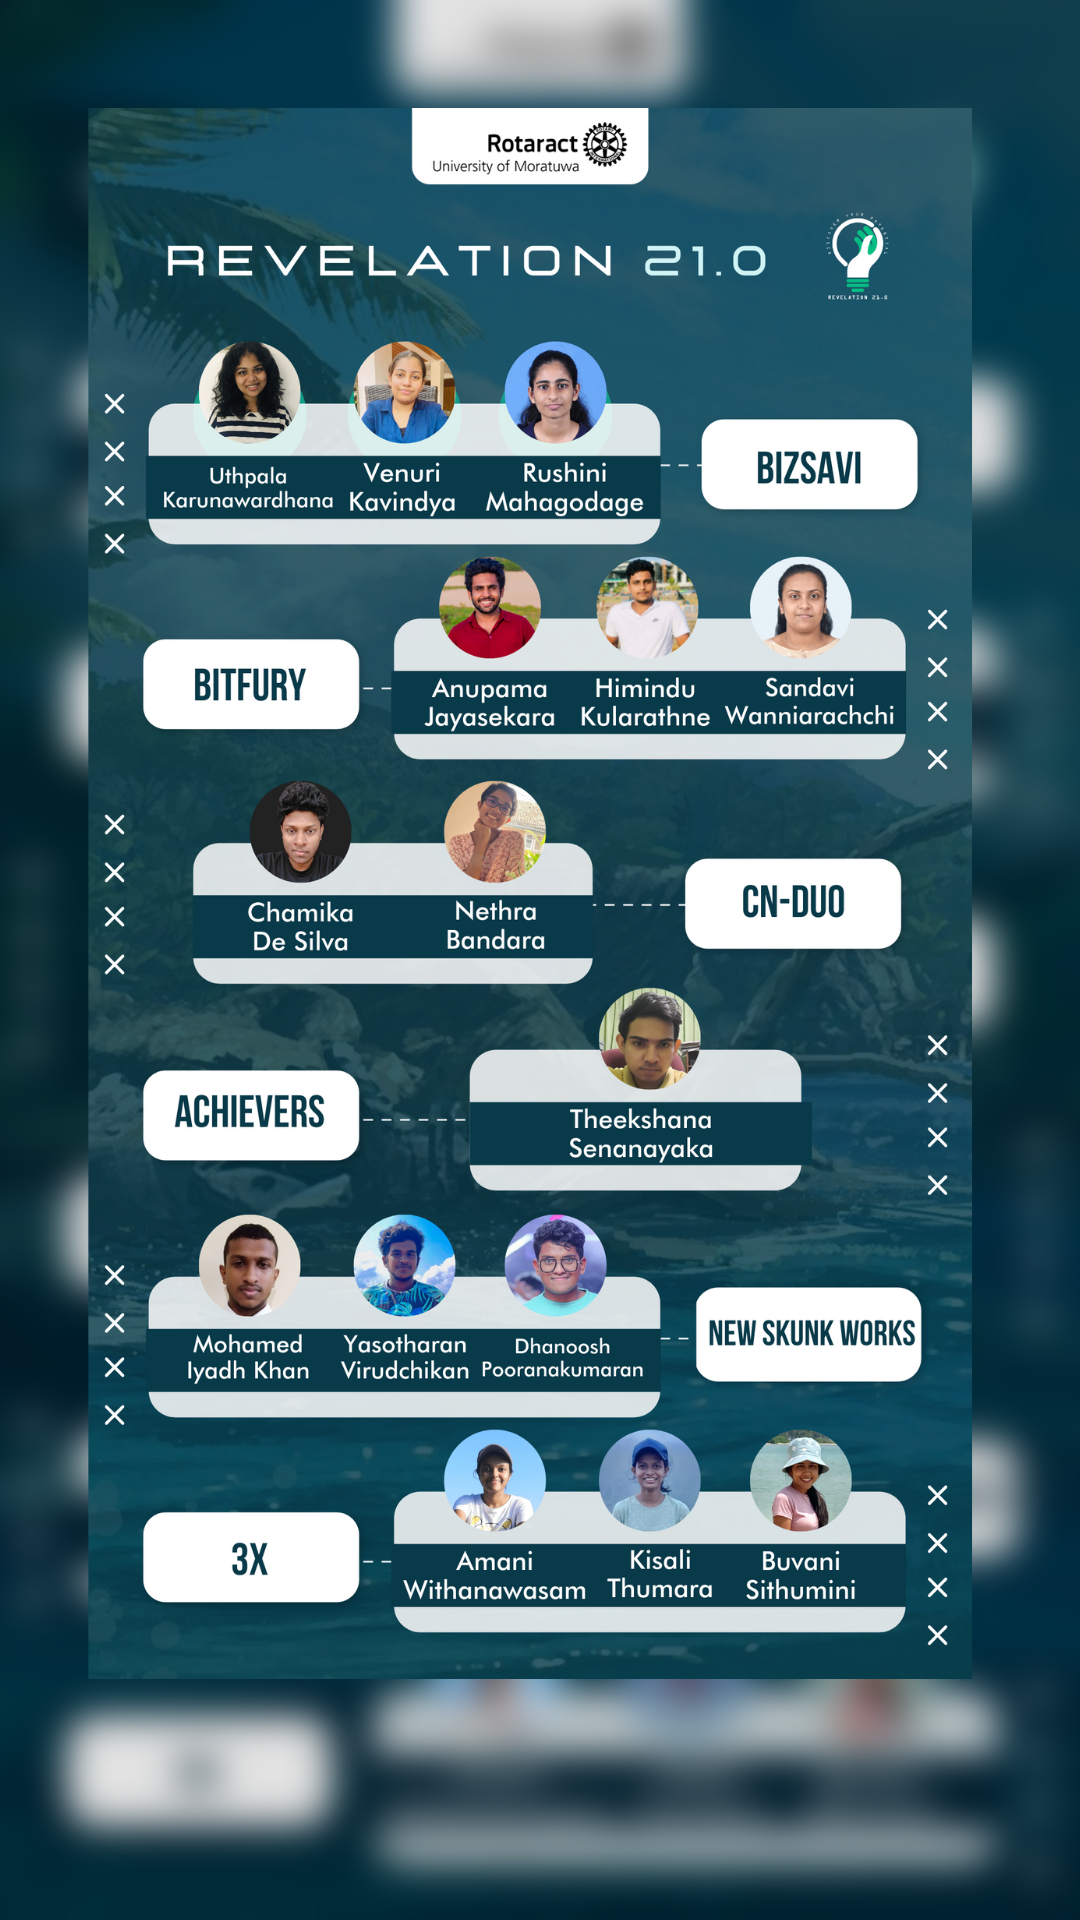 Rotaract
University of Moratuwa
REVELATION 21.0
REVELATION 21.0
Uthpala
Karunawardhana
Venuri
Kavindya
Rushini
Mahagodage
BIZSAVI
BITFURY
Anupama
Jayasekara
Himindu
Kularathne
Sandavi
Wanniarachchi
Chamika
De Silva
Nethra
Bandara
CN-DUO
ACHIEVERS
Theekshana
Senanayaka
Mohamed
Iyadh Khan
Yasotharan
Virudchikan
Dhanoosh
Pooranakumaran
NEW SKUNK WORKS
3X
Amani
Withanawasam
Kisali
Thumara
Buvani
Sithumini